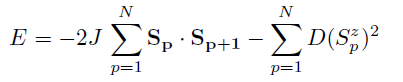 $E = -2J \sum_{p=1}^{N} \mathbf{S_p} \cdot \mathbf{S_{p+1}} - \sum_{p=1}^{N} D(S_p^z)^2$